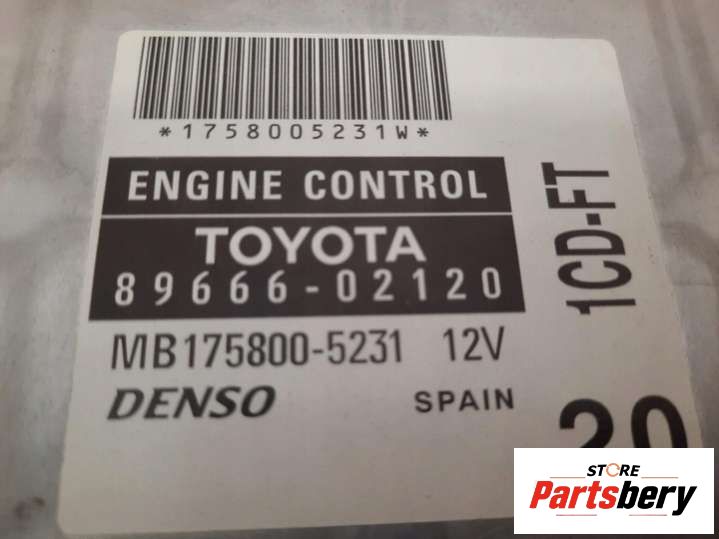 *1758005231W*
ENGINE CONTROL
TOYOTA
89666-02120
MB175800-5231 12V
DENSO SPAIN
1CD-FT
20
STORE
Partsbery